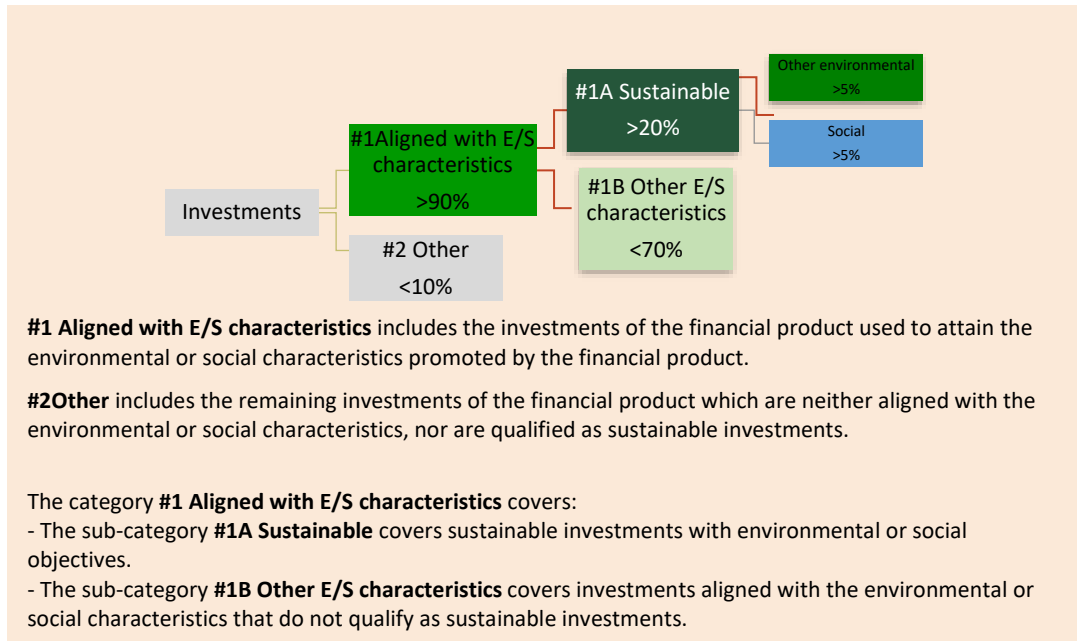 Other environmental
>5%
#1A Sustainable
>20%
Social
>5%
#1Aligned with E/S
characteristics
>90%
#1B Other E/S
characteristics
<70%
Investments
#2 Other
<10%
#1 Aligned with E/S characteristics includes the investments of the financial product used to attain the
environmental or social characteristics promoted by the financial product.
#2Other includes the remaining investments of the financial product which are neither aligned with the
environmental or social characteristics, nor are qualified as sustainable investments.
The category #1 Aligned with E/S characteristics covers:
- The sub-category #1A Sustainable covers sustainable investments with environmental or social
objectives.
- The sub-category #1B Other E/S characteristics covers investments aligned with the environmental or
social characteristics that do not qualify as sustainable investments.